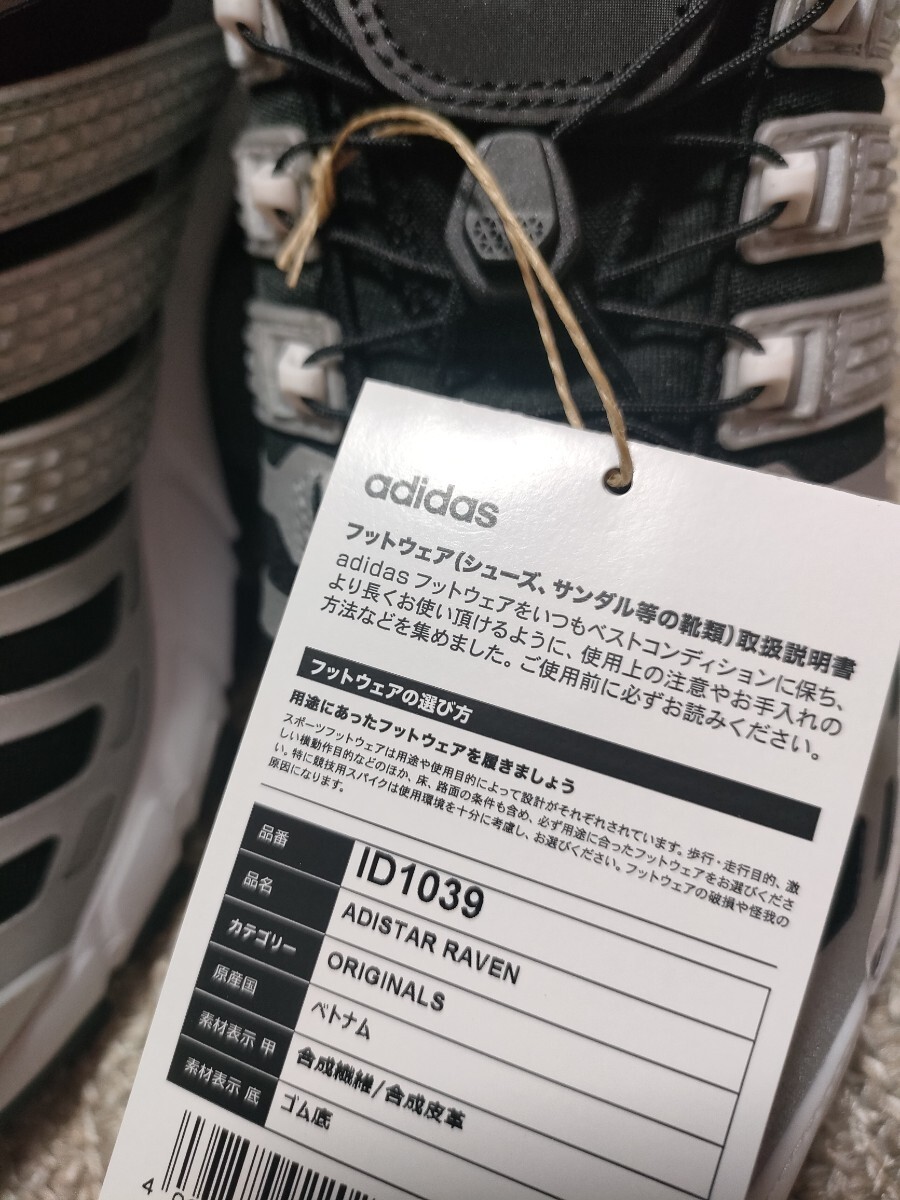 adidas
フットウェア(シューズ、サンダル等の靴類)取扱説明書
adidas フットウェアをいつもベストコンディションに保ち、
より長くお使い頂けるように、使用上の注意やお手入れの
方法などを集めました。ご使用前に必ずお読みください。
フットウェアの選び方
用途にあったフットウェアを履きましょう
スポーツフットウェアは用途や使用目的によって設計がそれぞれされています。歩行・走行目的、激
しい横動作目的などのほか、床、路面の条件も含め、必ず用途に合ったフットウェアをお選びくださ
い。特に競技用スパイクは使用環境を十分に考慮し、お選びください。フットウェアの破損や怪我の
原因になります。
品番 ID1039
品名 ADISTAR RAVEN
カテゴリー ORIGINALS
原産国 ベトナム
素材表示 甲 合成繊維/合成皮革
素材表示 底 ゴム底
4